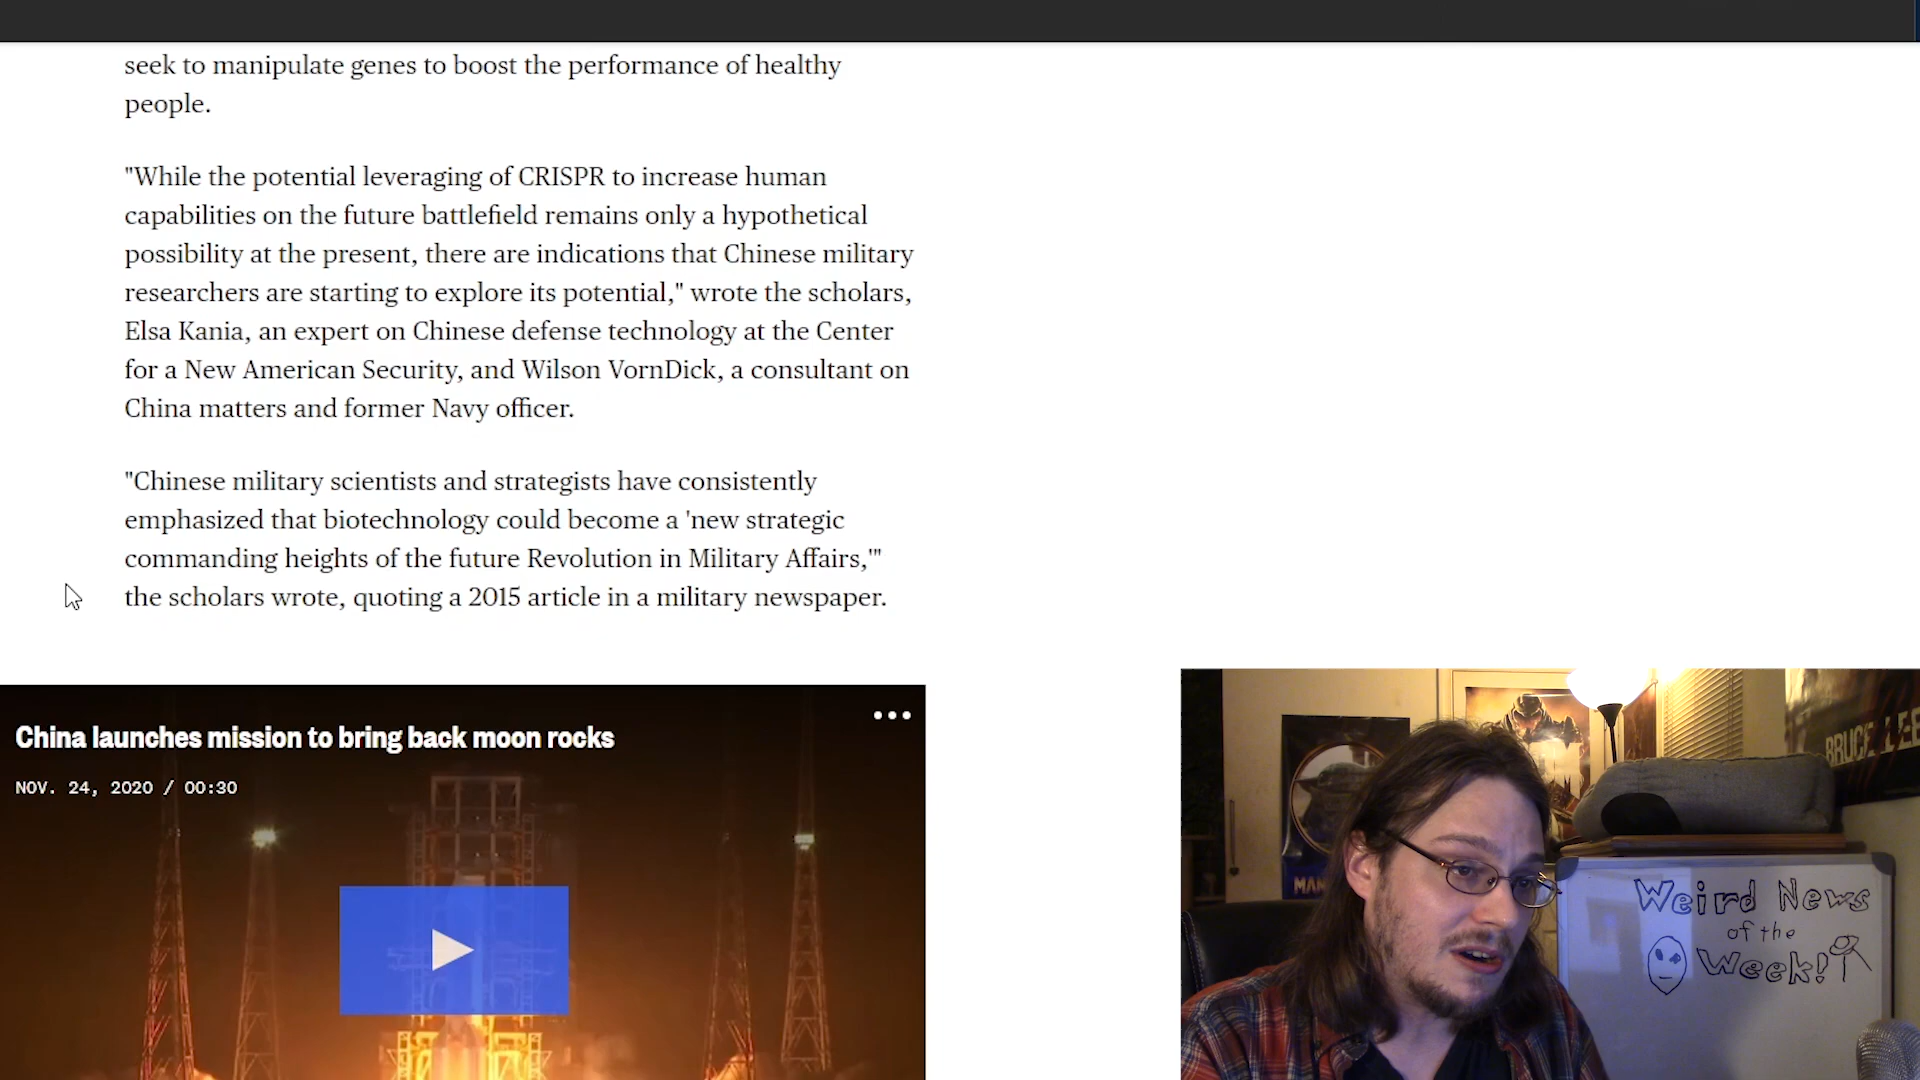 seek to manipulate genes to boost the performance of healthy
people.
"While the potential leveraging of CRISPR to increase human
capabilities on the future battlefield remains only a hypothetical
possibility at the present, there are indications that Chinese military
researchers are starting to explore its potential," wrote the scholars,
Elsa Kania, an expert on Chinese defense technology at the Center
for a New American Security, and Wilson VornDick, a consultant on
China matters and former Navy officer.
"Chinese military scientists and strategists have consistently
emphasized that biotechnology could become a 'new strategic
commanding heights of the future Revolution in Military Affairs,'"
the scholars wrote, quoting a 2015 article in a military newspaper.
China launches mission to bring back moon rocks
NOV. 24, 2020 / 00:30
BRUCE LEE
MAN
Weird News
of the
Week!